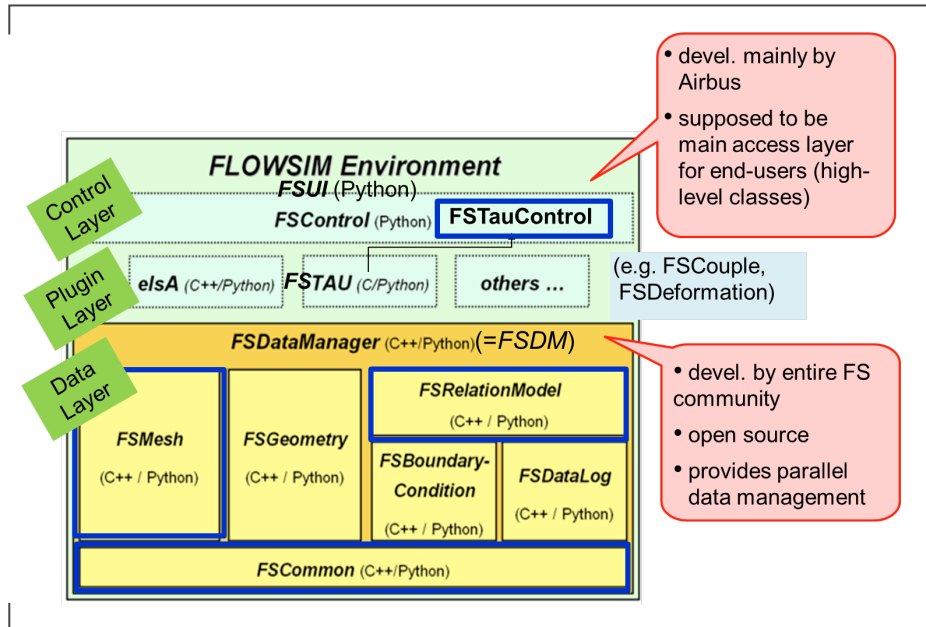 • devel. mainly by
Airbus
• supposed to be
main access layer
for end-users (high-
level classes)
FLOWSIM Environment
FSUI (Python)
Control
Layer
FSControl (Python)
FSTauControl
Plugin
Layer
elsA (C++/Python)
FSTAU (C/Python)
others …
(e.g. FSCouple,
FSDeformation)
Data
Layer
FSDataManager (C++/Python)(=FSDM)
• devel. by entire FS
community
• open source
• provides parallel
data management
FSMesh
(C++ / Python)
FSGeometry
(C++ / Python)
FSRelationModel
(C++ / Python)
FSBoundary-
Condition
(C++ / Python)
FSDataLog
(C++ / Python)
FSCommon (C++/Python)